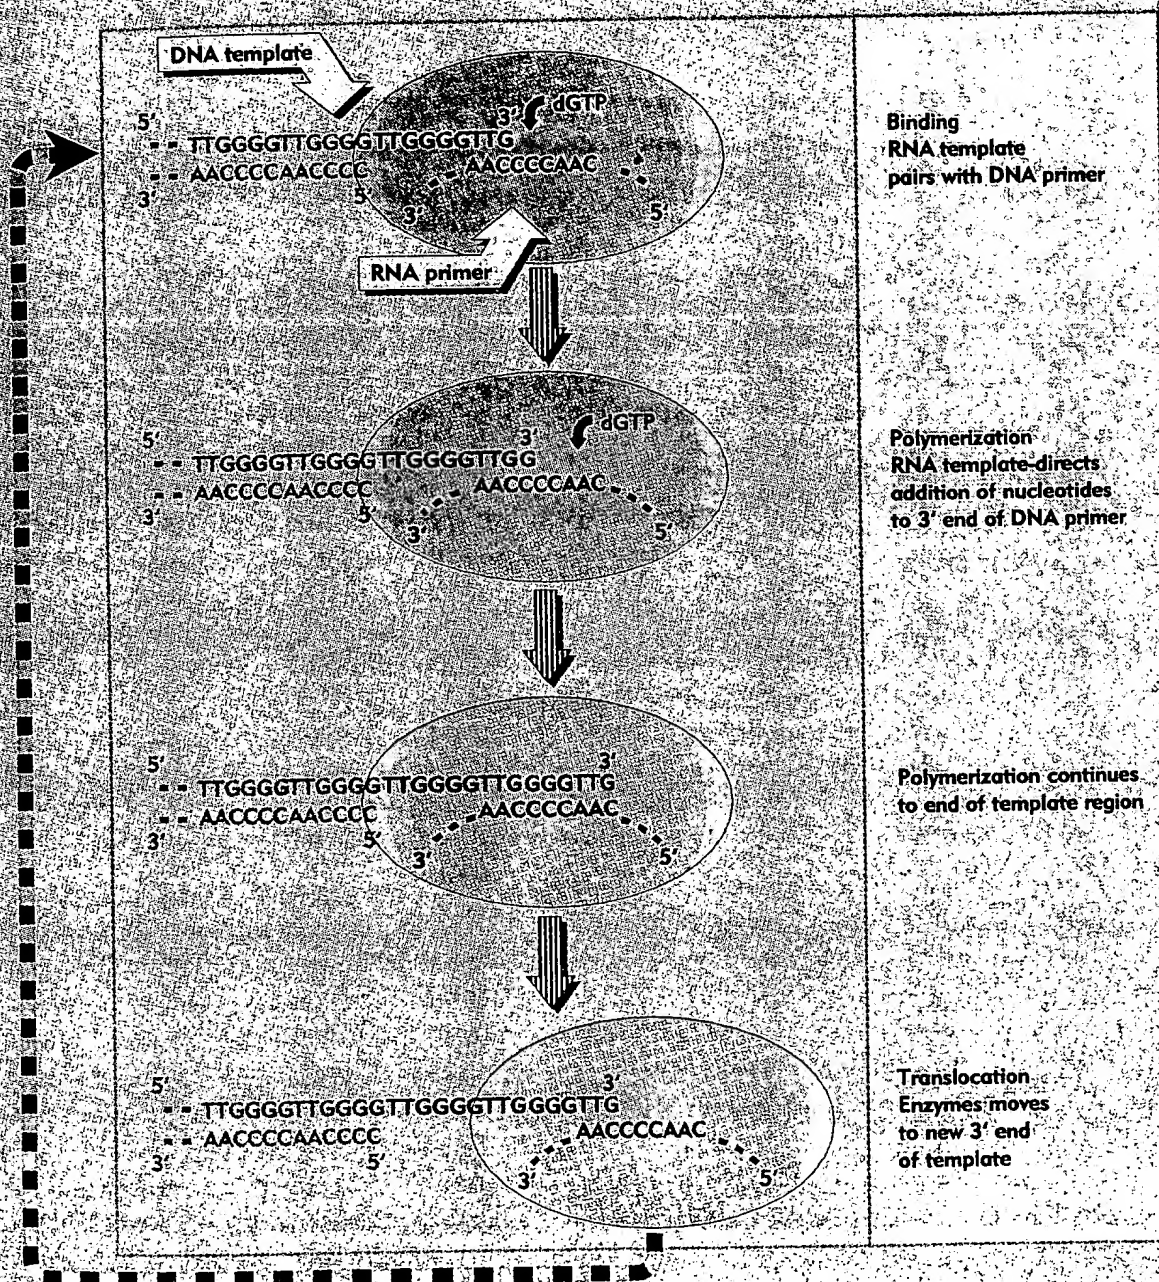 DNA template
3' dGTP
5'
TTGGGGTTGGGGTTGGGGTTG
AACCCCAAC
AACCCCAACCCC
3' 5' 3' 5'
RNA primer
Binding
RNA template
pairs with DNA primer
dGTP
5' 3'
TTGGGGTTGGGGTTGGGGTTGG
AACCCCAACCCC AACCCCAAC
3' 5' 3' 5'
Polymerization
RNA template-directs
addition of nucleotides
to 3' end of DNA primer
5' 3'
TTGGGGTTGGGGTTGGGGTTGGGGTTG
AACCCCAACCCC AACCCCAAC
3' 5' 3' 5'
Polymerization continues
to end of template region
5' 3'
TTGGGGTTGGGGTTGGGGTTGGGGTTG
AACCCCAACCCC AACCCCAAC
3' 5' 3' 5'
Translocation
Enzymes moves
to new 3' end
of template